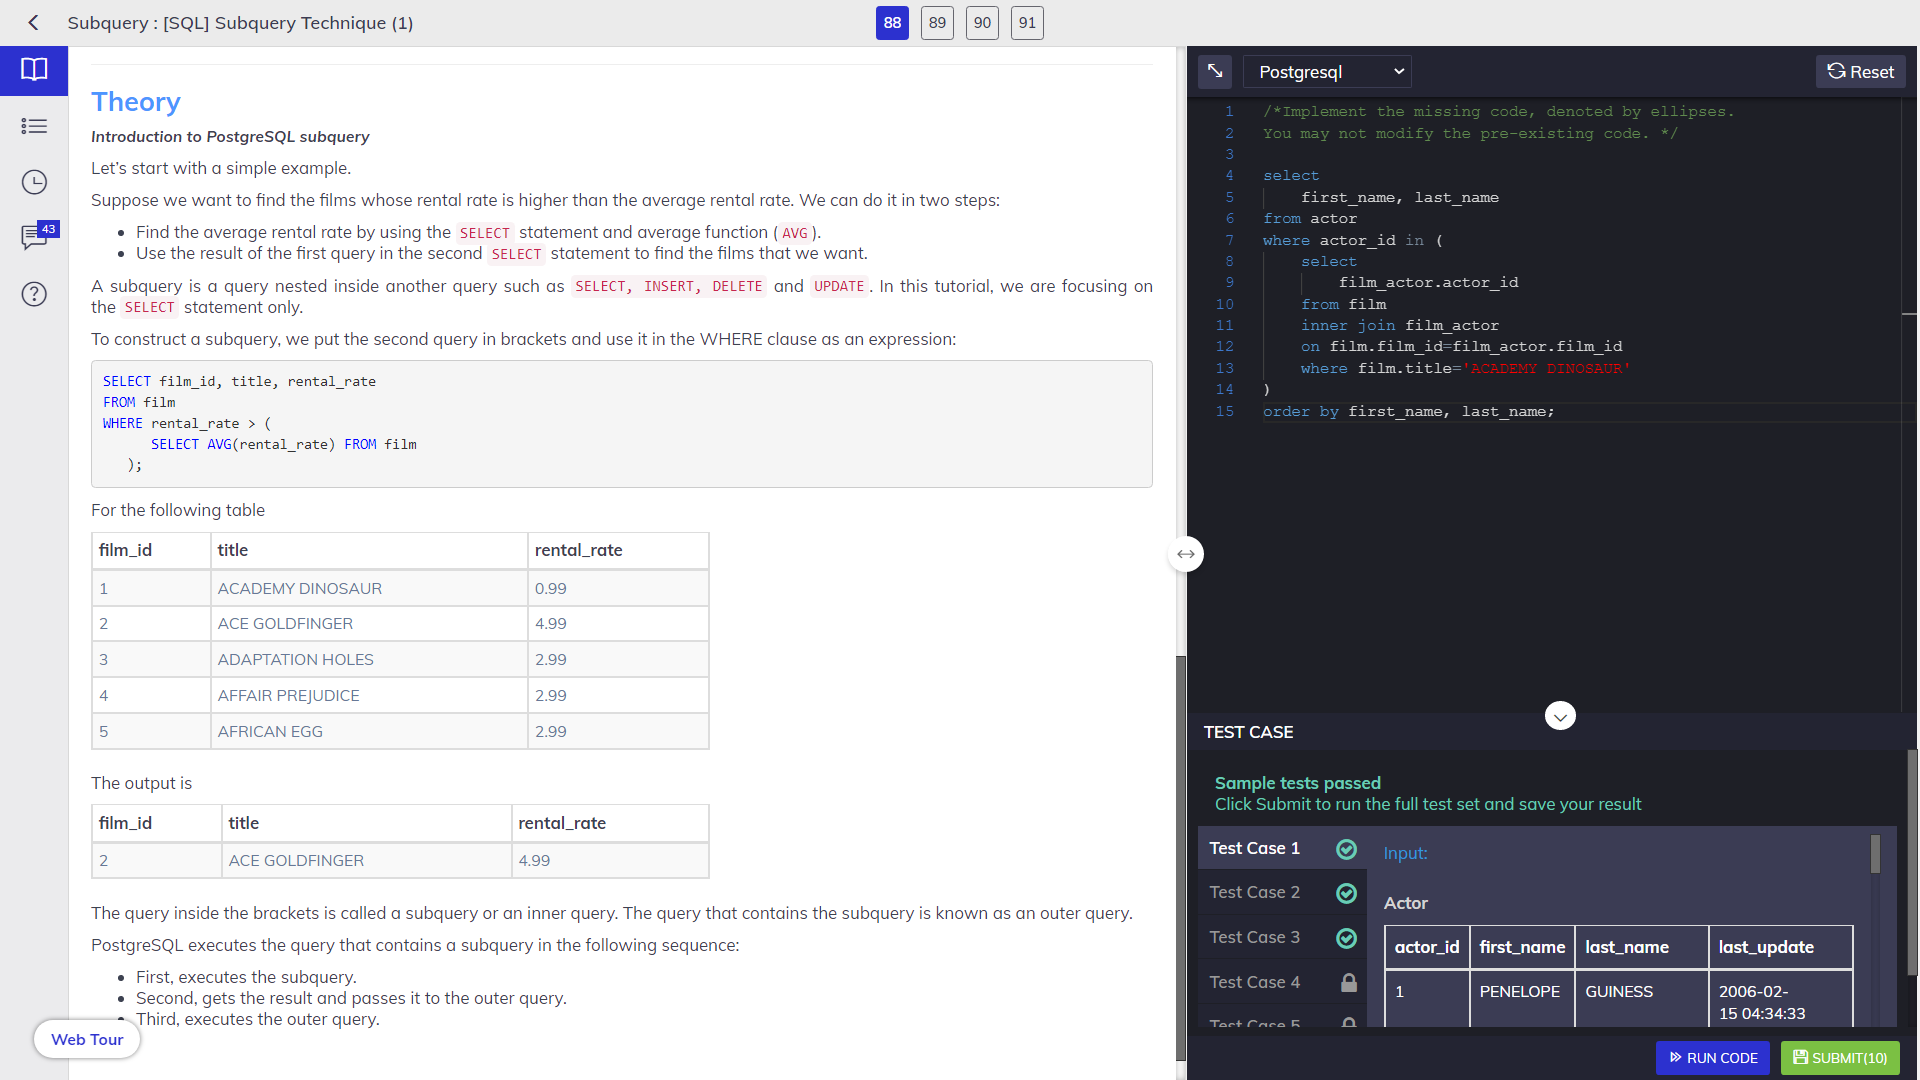 Subquery : [SQL] Subquery Technique (1)
88 89 90 91
43
Theory
Introduction to PostgreSQL subquery
Let's start with a simple example.
Suppose we want to find the films whose rental rate is higher than the average rental rate. We can do it in two steps:
• Find the average rental rate by using the SELECT statement and average function ( AVG ).
• Use the result of the first query in the second SELECT statement to find the films that we want.
A subquery is a query nested inside another query such as SELECT, INSERT, DELETE and UPDATE . In this tutorial, we are focusing on
the SELECT statement only.
To construct a subquery, we put the second query in brackets and use it in the WHERE clause as an expression:
SELECT film_id, title, rental_rate
FROM film
WHERE rental_rate > (
SELECT AVG(rental_rate) FROM film
);
For the following table
film_id title rental_rate
1 ACADEMY DINOSAUR 0.99
2 ACE GOLDFINGER 4.99
3 ADAPTATION HOLES 2.99
4 AFFAIR PREJUDICE 2.99
5 AFRICAN EGG 2.99
The output is
film_id title rental_rate
2 ACE GOLDFINGER 4.99
The query inside the brackets is called a subquery or an inner query. The query that contains the subquery is known as an outer query.
PostgreSQL executes the query that contains a subquery in the following sequence:
• First, executes the subquery.
• Second, gets the result and passes it to the outer query.
• Third, executes the outer query.
Web Tour
Postgresql
Reset
1 /*Implement the missing code, denoted by ellipses.
2 You may not modify the pre-existing code. */
3
4 select
5 first_name, last_name
6 from actor
7 where actor_id in (
8 select
9 film_actor.actor_id
10 from film
11 inner join film_actor
12 on film.film_id=film_actor.film_id
13 where film.title='ACADEMY DINOSAUR'
14 )
15 order by first_name, last_name;
TEST CASE
Sample tests passed
Click Submit to run the full test set and save your result
Test Case 1
Test Case 2
Test Case 3
Test Case 4
Test Case 5
Input:
Actor
actor_id first_name last_name last_update
1 PENELOPE GUINESS 2006-02-
15 04:34:33
RUN CODE
SUBMIT(10)